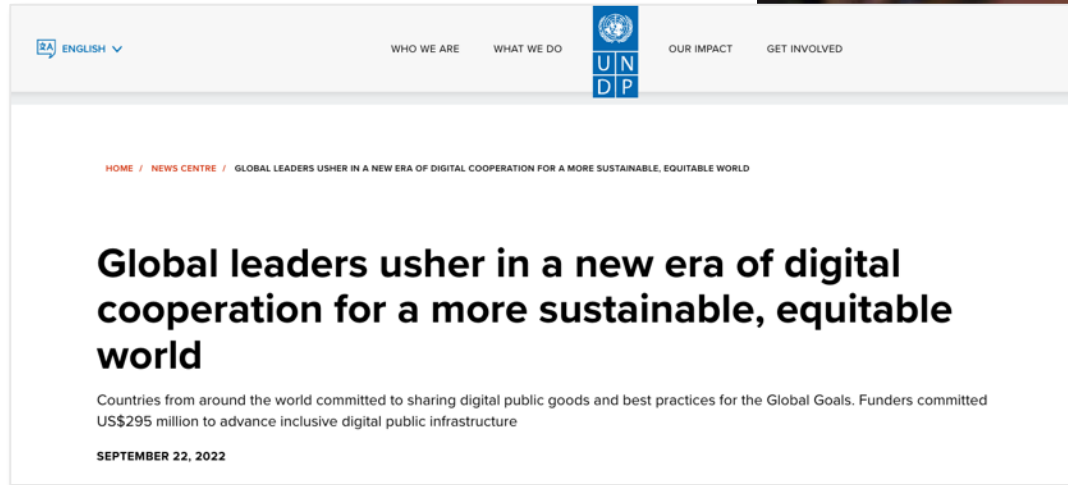 ENGLISH
WHO WE ARE WHAT WE DO OUR IMPACT GET INVOLVED
U N
D P
HOME / NEWS CENTRE / GLOBAL LEADERS USHER IN A NEW ERA OF DIGITAL COOPERATION FOR A MORE SUSTAINABLE, EQUITABLE WORLD
Global leaders usher in a new era of digital
cooperation for a more sustainable, equitable
world
Countries from around the world committed to sharing digital public goods and best practices for the Global Goals. Funders committed
US$295 million to advance inclusive digital public infrastructure
SEPTEMBER 22, 2022